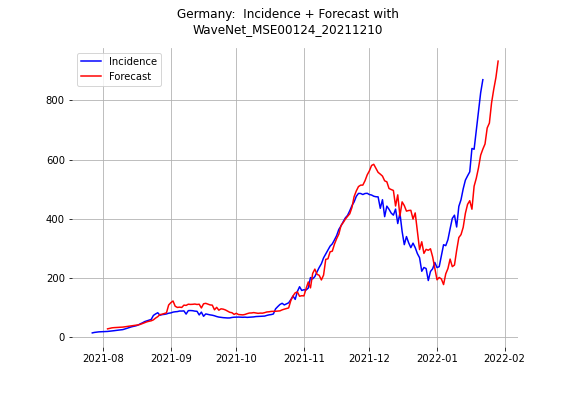 Germany: Incidence + Forecast with
WaveNet_MSE00124_20211210
Incidence
Forecast
800
600
400
200
0
2021-08 2021-09 2021-10 2021-11 2021-12 2022-01 2022-02